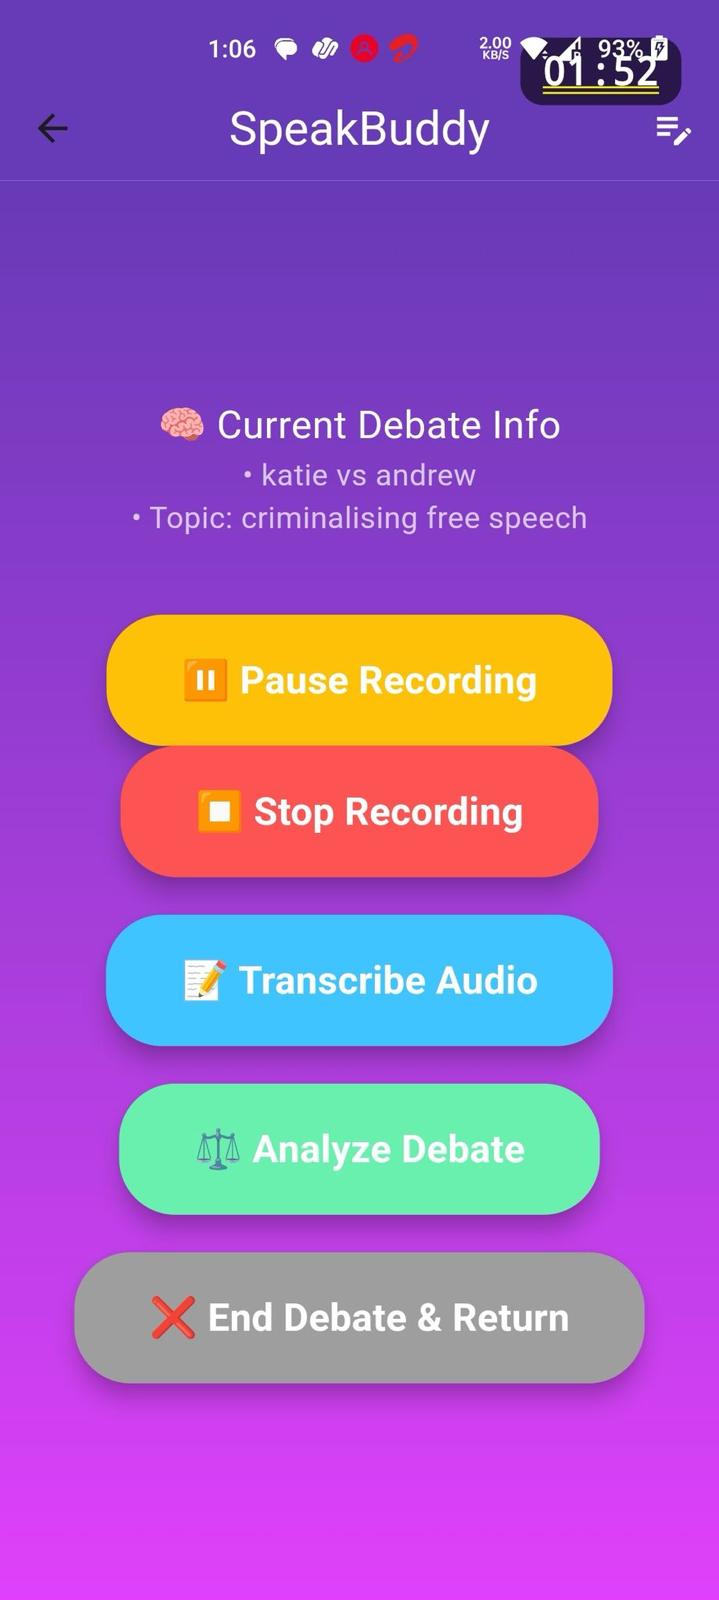 1:06
2.00
KB/S
93%
01:52
SpeakBuddy
Current Debate Info
• katie vs andrew
• Topic: criminalising free speech
Pause Recording
Stop Recording
Transcribe Audio
Analyze Debate
End Debate & Return